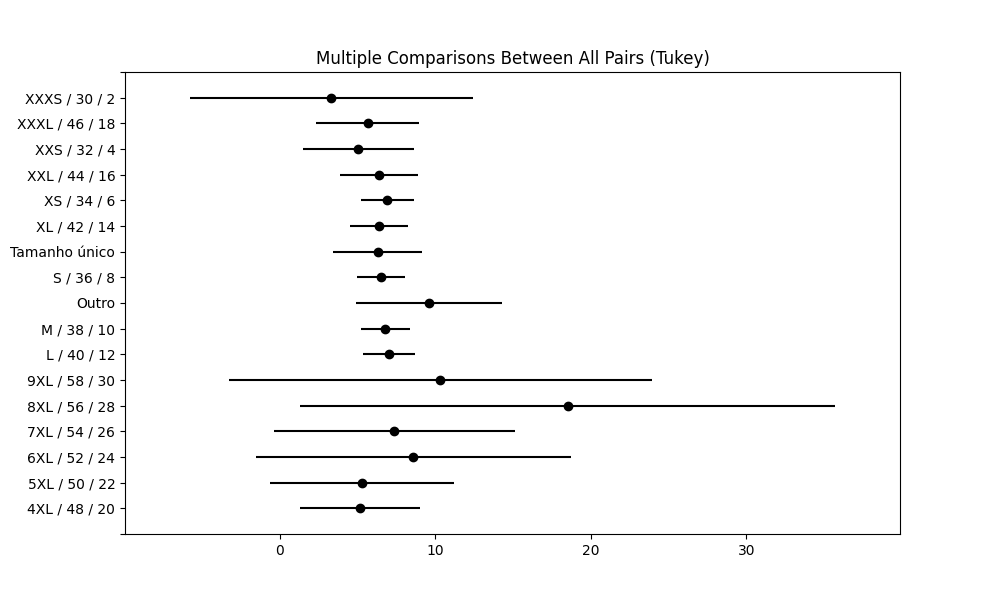 Multiple Comparisons Between All Pairs (Tukey)
XXXS / 30 / 2
XXXL / 46 / 18
XXS / 32 / 4
XXL / 44 / 16
XS / 34 / 6
XL / 42 / 14
Tamanho único
S / 36 / 8
Outro
M / 38 / 10
L / 40 / 12
9XL / 58 / 30
8XL / 56 / 28
7XL / 54 / 26
6XL / 52 / 24
5XL / 50 / 22
4XL / 48 / 20
0 10 20 30